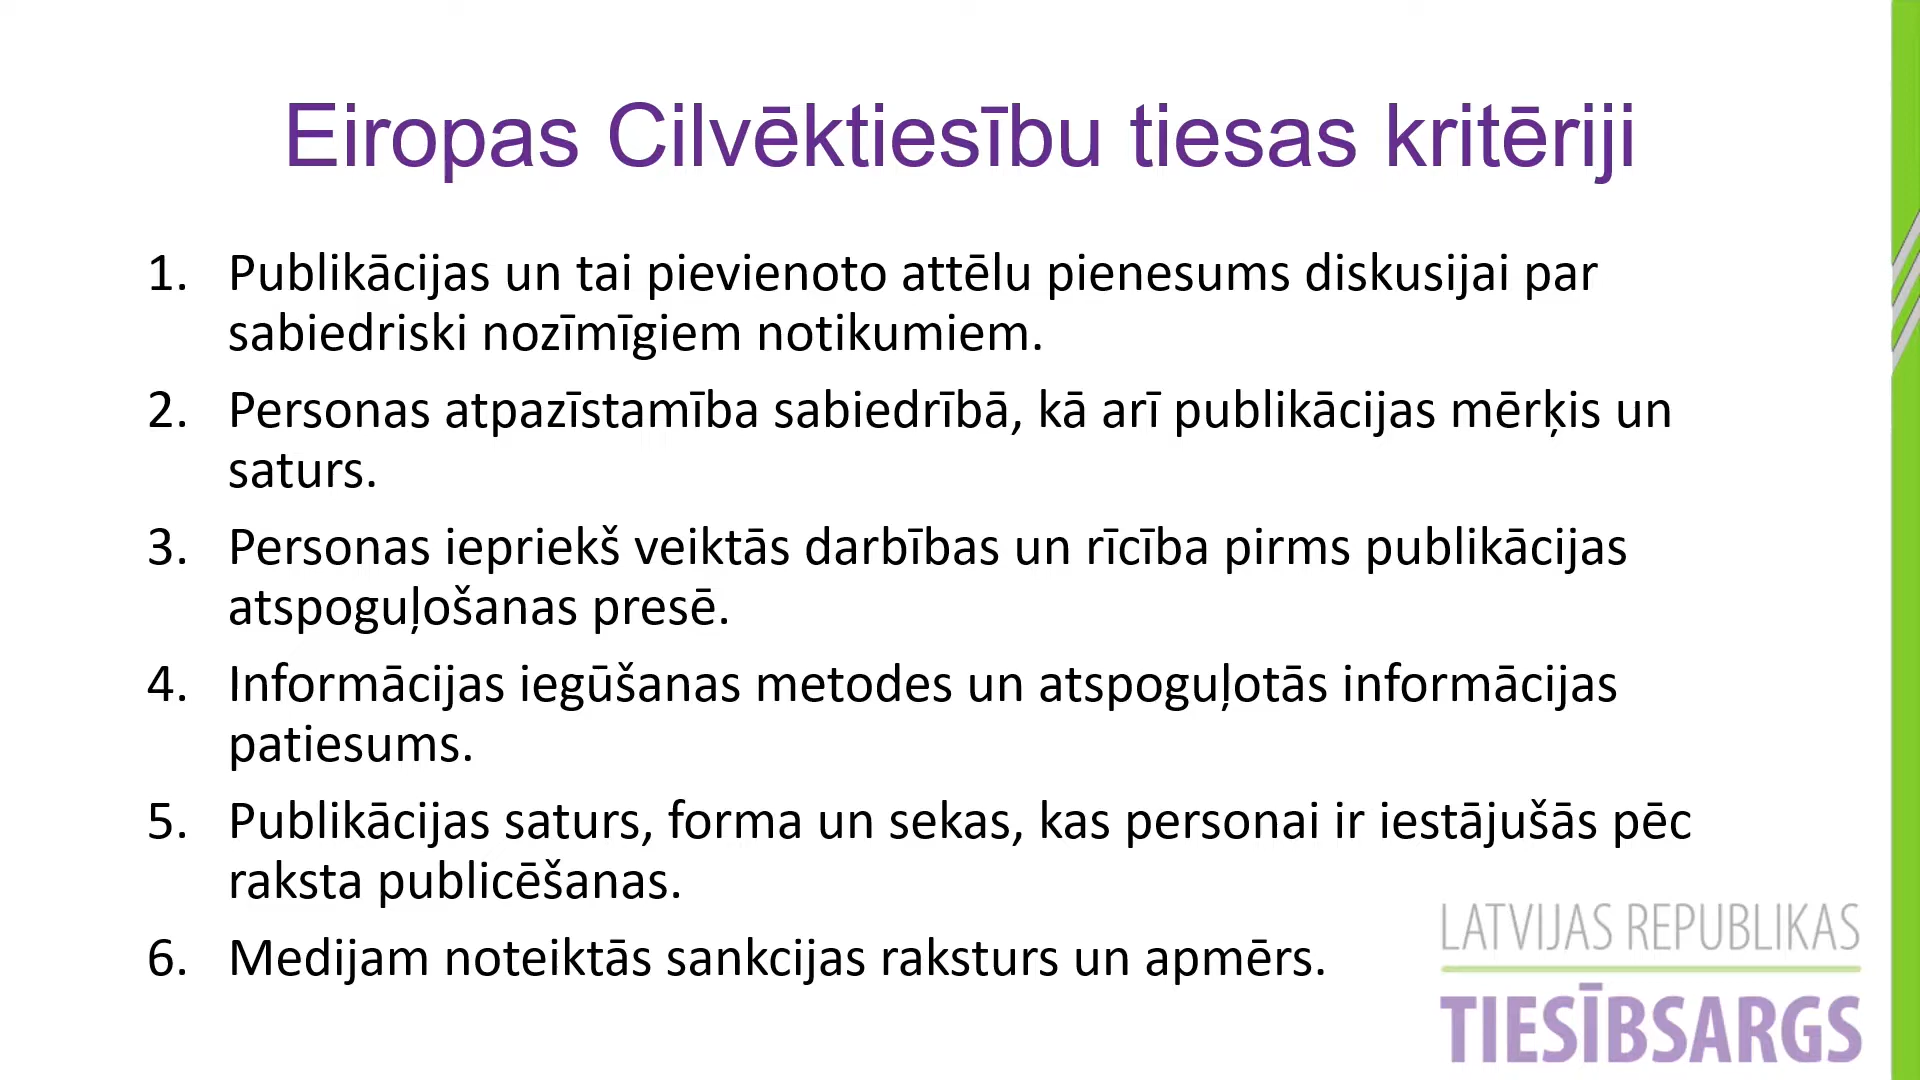 Eiropas Cilvēktiesību tiesas kritēriji
1. Publikācijas un tai pievienoto attēlu pienesums diskusijai par
sabiedriski nozīmīgiem notikumiem.
2. Personas atpazīstamība sabiedrībā, kā arī publikācijas mērķis un
saturs.
3. Personas iepriekš veiktās darbības un rīcība pirms publikācijas
atspoguļošanas presē.
4. Informācijas iegūšanas metodes un atspoguļotās informācijas
patiesums.
5. Publikācijas saturs, forma un sekas, kas personai ir iestājušās pēc
raksta publicēšanas.
6. Medijam noteiktās sankcijas raksturs un apmērs.
LATVIJAS REPUBLIKAS
TIESĪBSARGS